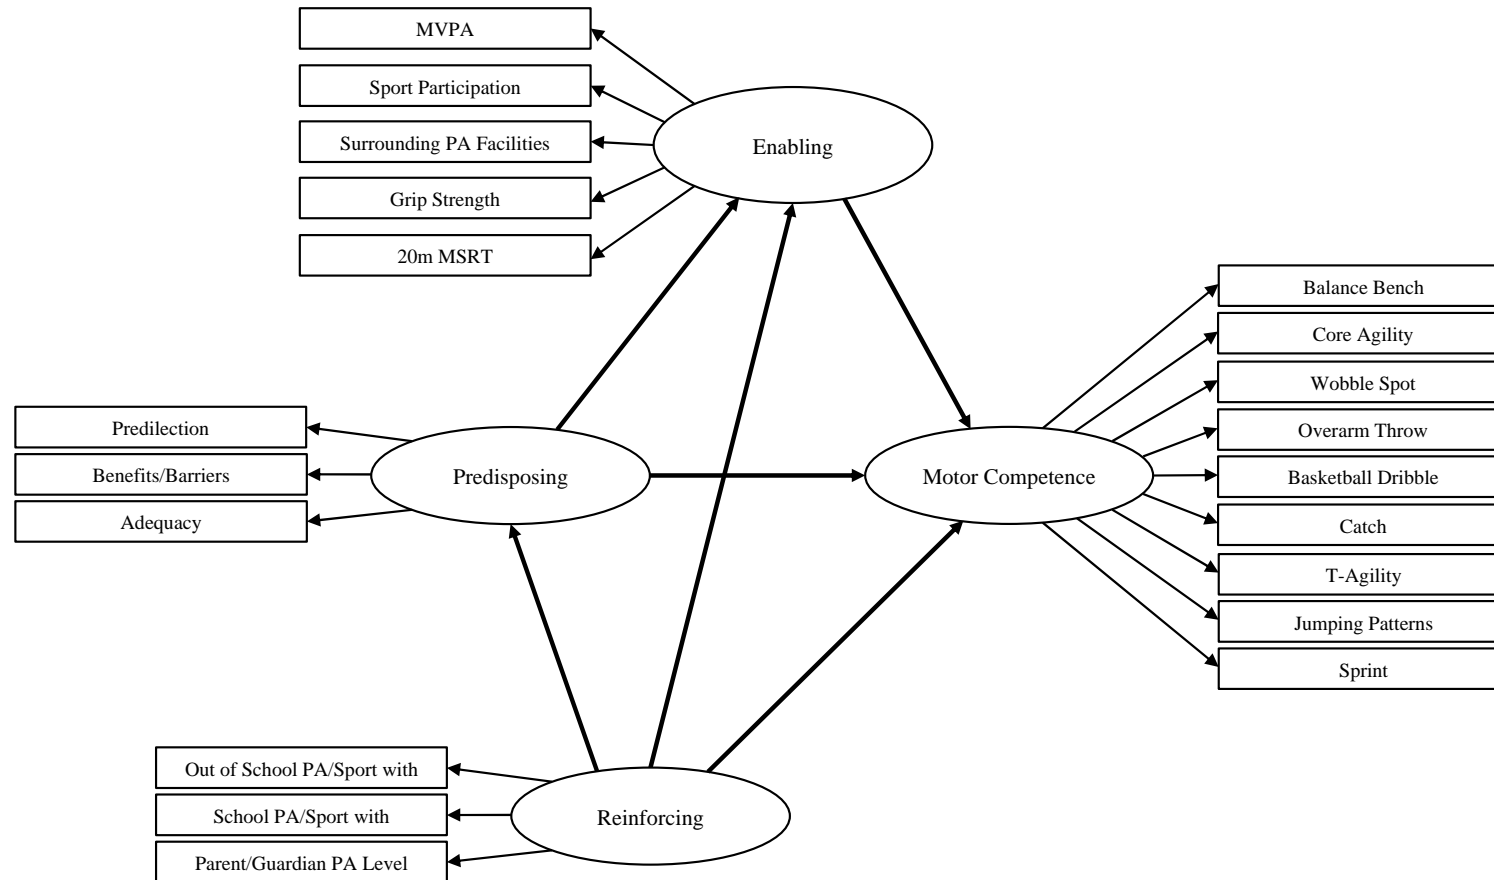 MVPA
Sport Participation
Surrounding PA Facilities
Grip Strength
20m MSRT
Enabling
Balance Bench
Core Agility
Wobble Spot
Overarm Throw
Basketball Dribble
Catch
T-Agility
Jumping Patterns
Sprint
Predilection
Benefits/Barriers
Adequacy
Predisposing
Motor Competence
Out of School PA/Sport with
School PA/Sport with
Parent/Guardian PA Level
Reinforcing